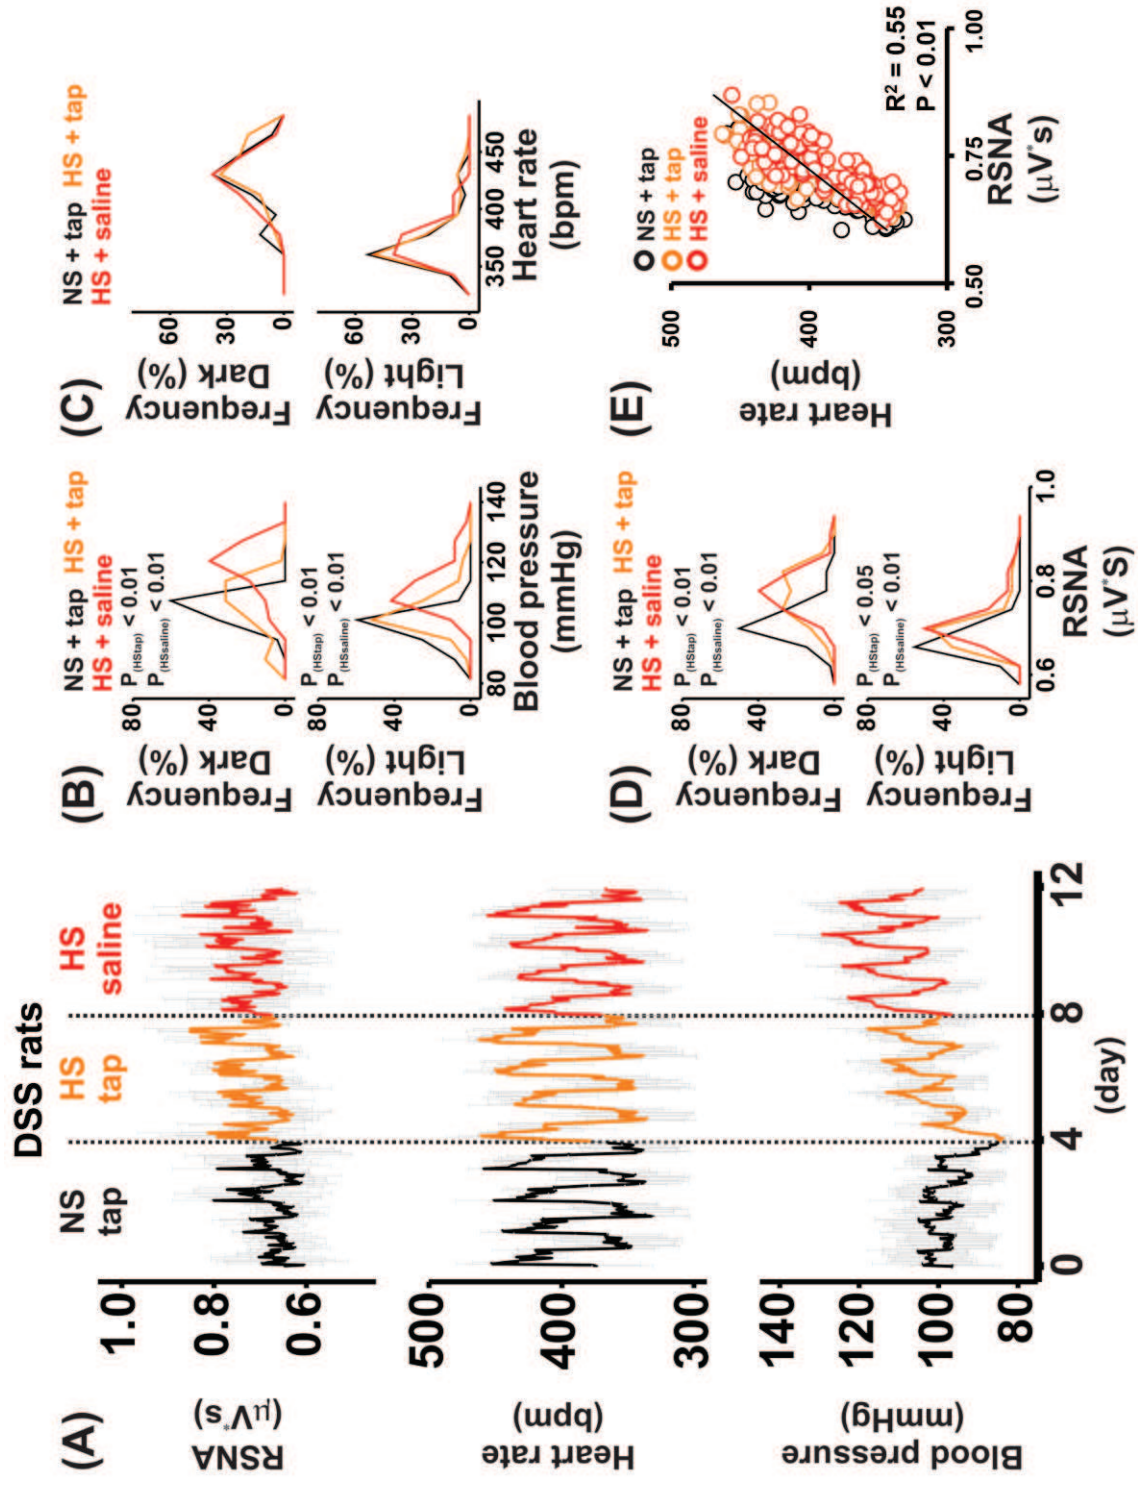 DSS rats
(A)
NS
tap
HS
tap
HS
saline
RSNA
(μV*s)
1.0
0.8
0.6
Heart rate
(bpm)
500
400
300
Blood pressure
(mmHg)
140
120
100
80
0 4 8 12
(day)
(B)
NS + tap HS + tap
HS + saline
P(HStap) < 0.01
P(HSsaline) < 0.01
Frequency
Dark (%)
80
40
0
P(HStap) < 0.01
P(HSsaline) < 0.01
Frequency
Light (%)
80
40
0
80 100 120 140
Blood pressure
(mmHg)
(C)
NS + tap HS + tap
HS + saline
Frequency
Dark (%)
60
30
0
Frequency
Light (%)
60
30
0
350 400 450
Heart rate
(bpm)
(D)
NS + tap HS + tap
HS + saline
P(HStap) < 0.01
P(HSsaline) < 0.01
Frequency
Dark (%)
80
40
0
P(HStap) < 0.05
P(HSsaline) < 0.01
Frequency
Light (%)
80
40
0
0.6 0.8 1.0
RSNA
(μV*S)
(E)
NS + tap
HS + tap
HS + saline
Heart rate
(bpm)
500
400
300
R² = 0.55
P < 0.01
0.50 0.75 1.00
RSNA
(μV*s)